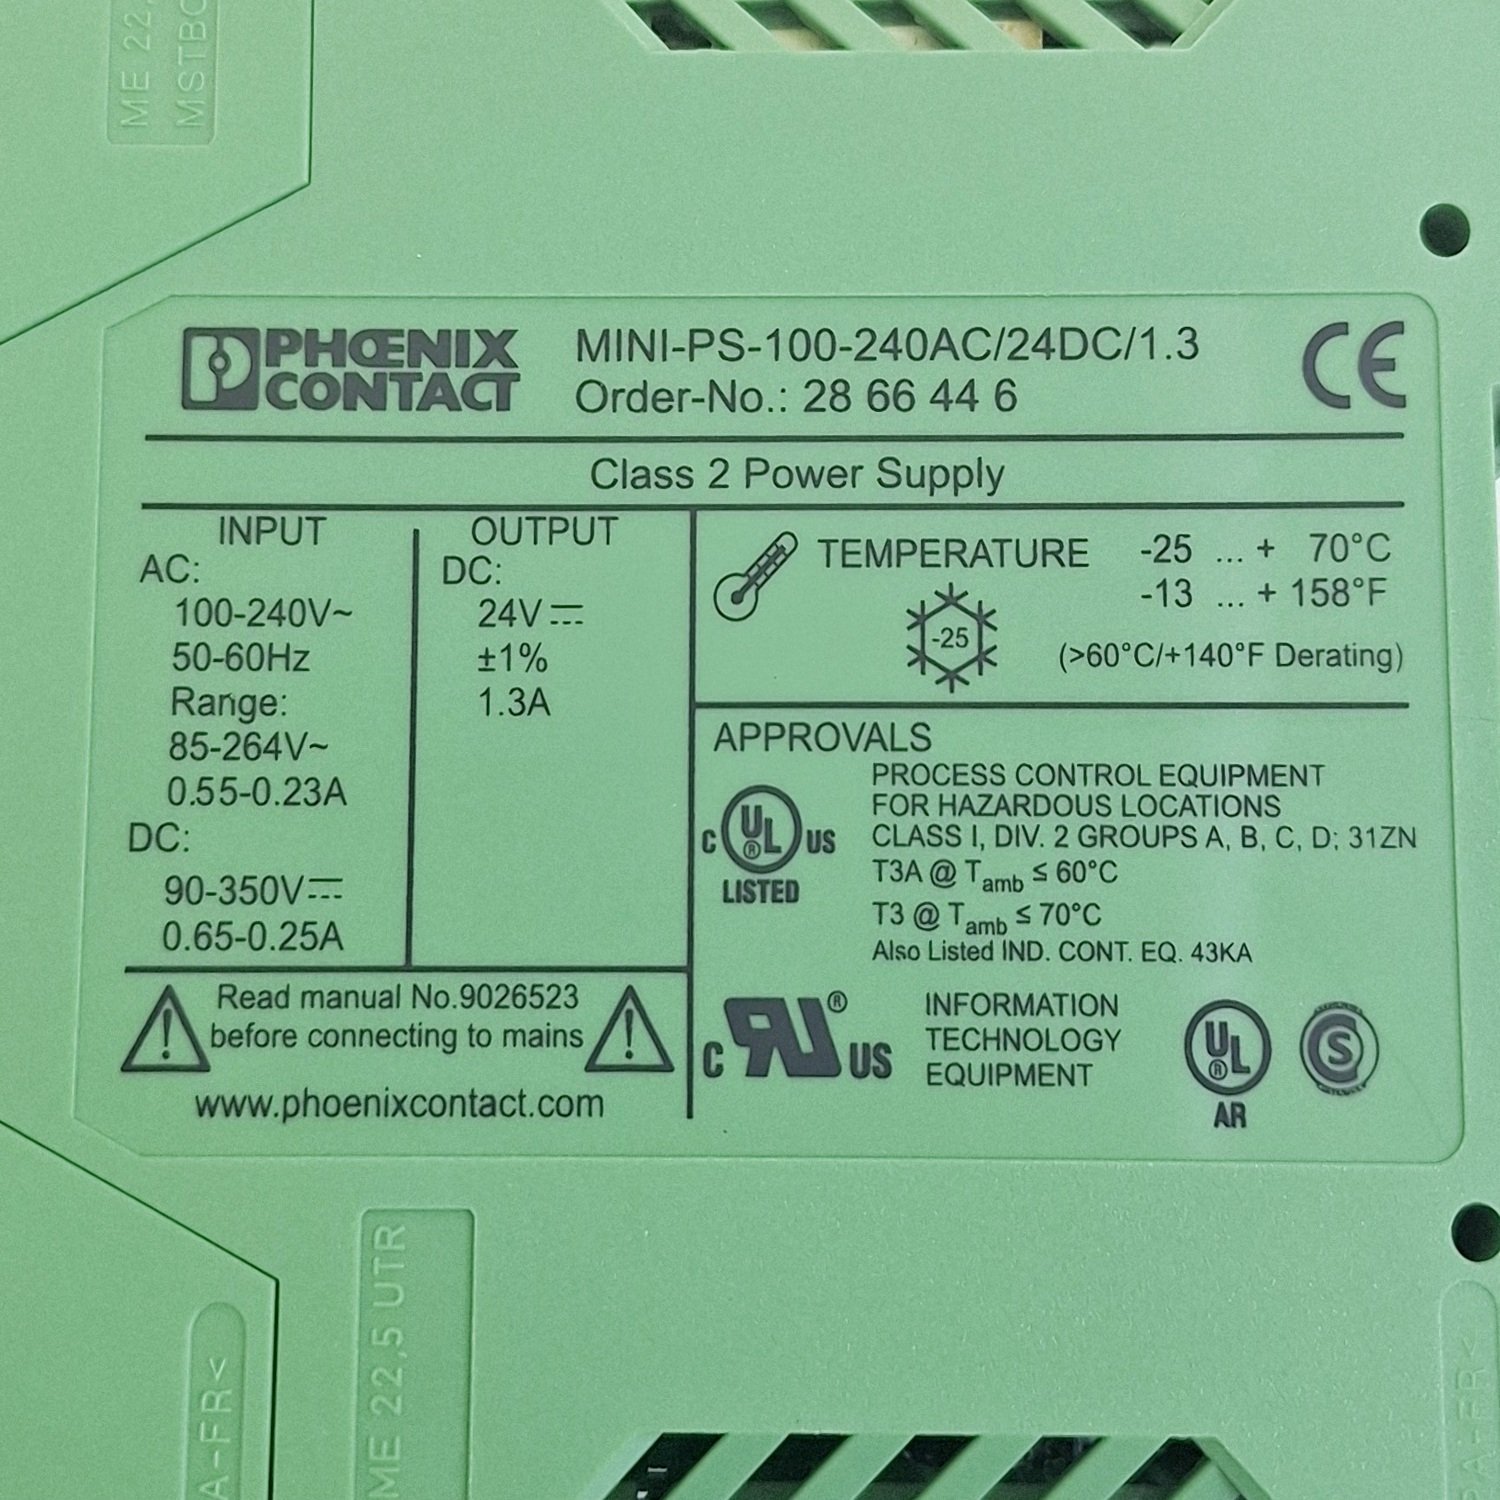 ME 22,
MSTBC
PHŒNIX
CONTACT
MINI-PS-100-240AC/24DC/1.3
Order-No.: 28 66 44 6
CE
Class 2 Power Supply
INPUT
AC:
100-240V~
50-60Hz
Range:
85-264V~
0.55-0.23A
DC:
90-350V⎓
0.65-0.25A
OUTPUT
DC:
24V⎓
±1%
1.3A
TEMPERATURE
-25 ... + 70°C
-13 ... + 158°F
-25
(>60°C/+140°F Derating)
APPROVALS
C UL® US
LISTED
PROCESS CONTROL EQUIPMENT
FOR HAZARDOUS LOCATIONS
CLASS I, DIV. 2 GROUPS A, B, C, D; 31ZN
T3A @ Tamb ≤ 60°C
T3 @ Tamb ≤ 70°C
Also Listed IND. CONT. EQ. 43KA
Read manual No.9026523
before connecting to mains
www.phoenixcontact.com
C RU® US
INFORMATION
TECHNOLOGY
EQUIPMENT
UL®
AR
S
A-FR<
ME 22,5 UTR
PA-FR<